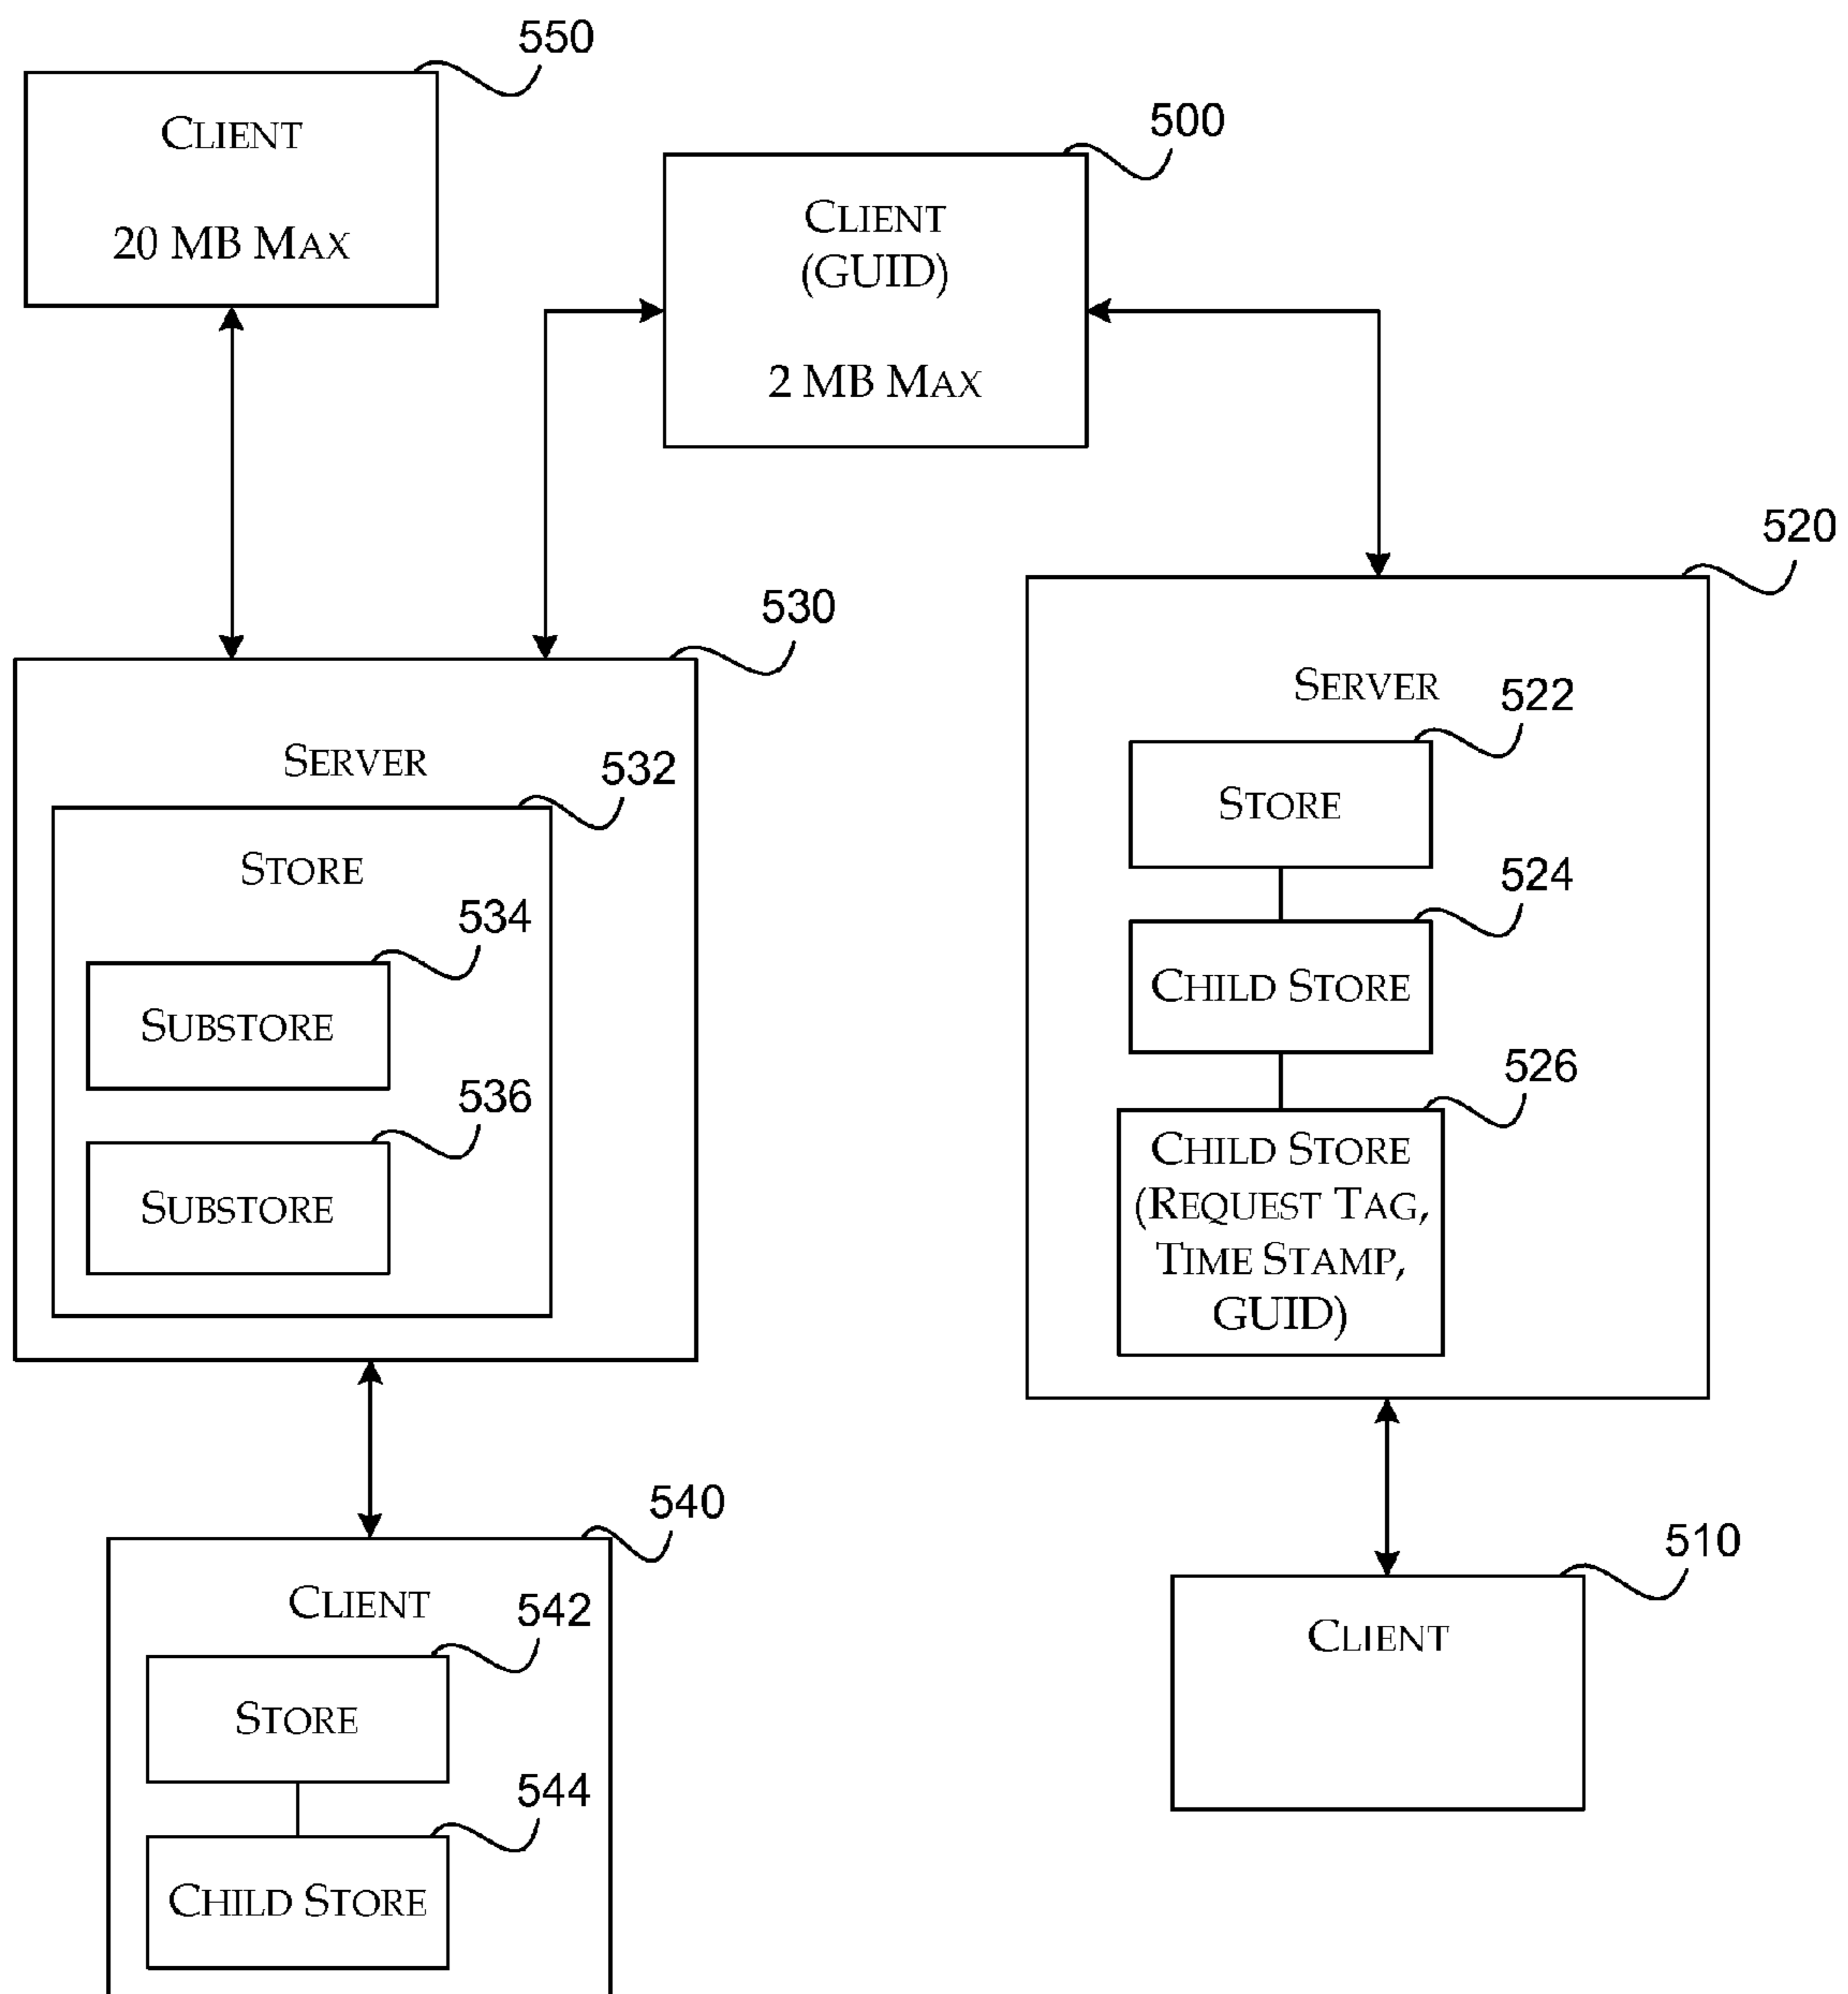 550
CLIENT
20 MB MAX
500
CLIENT
(GUID)
2 MB MAX
520
530
SERVER
522
STORE
524
CHILD STORE
526
CHILD STORE
(REQUEST TAG,
TIME STAMP,
GUID)
SERVER
532
STORE
534
SUBSTORE
536
SUBSTORE
540
CLIENT
542
STORE
544
CHILD STORE
510
CLIENT